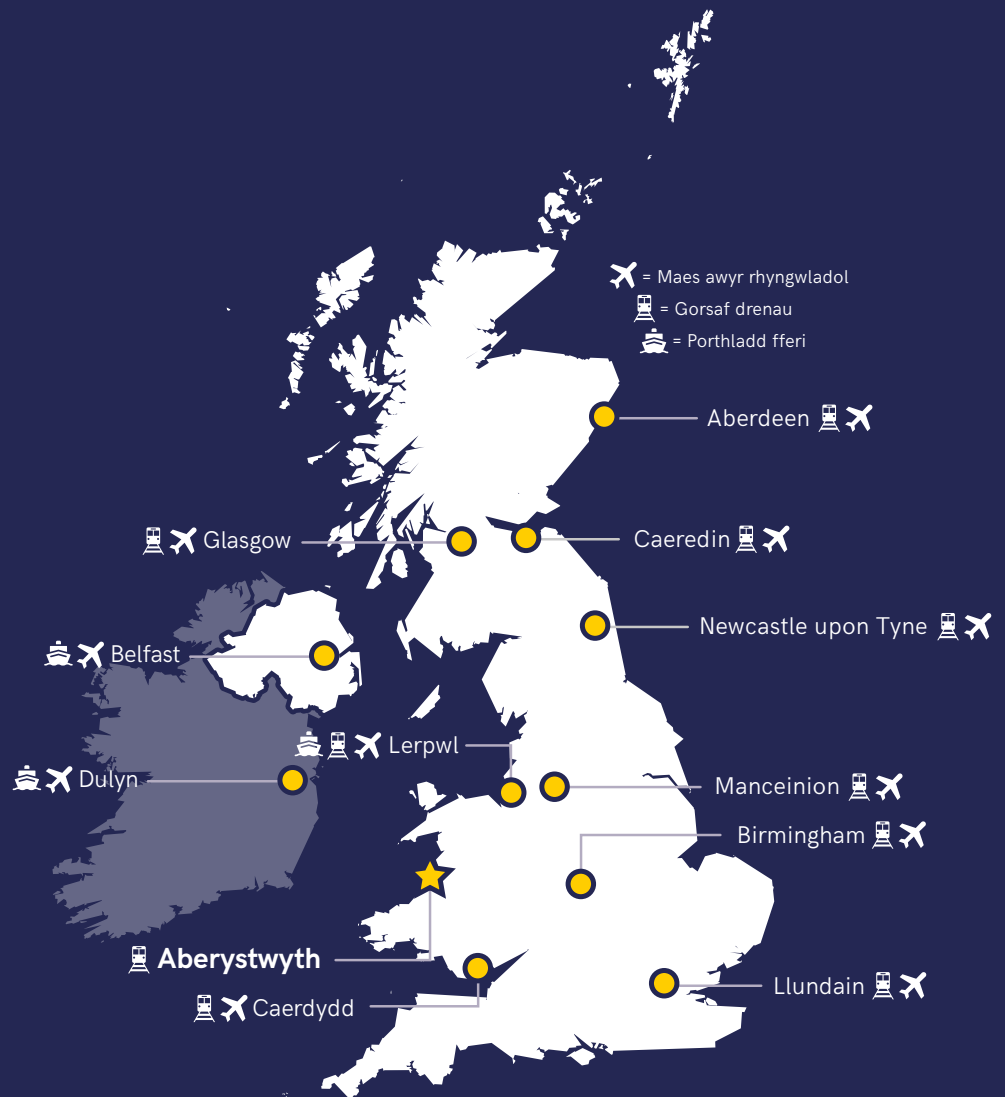 = Maes awyr rhyngwladol
= Gorsaf drenau
= Porthladd fferi
Aberdeen
Glasgow
Caeredin
Newcastle upon Tyne
Belfast
Lerpwl
Dulyn
Manceinion
Birmingham
Aberystwyth
Llundain
Caerdydd